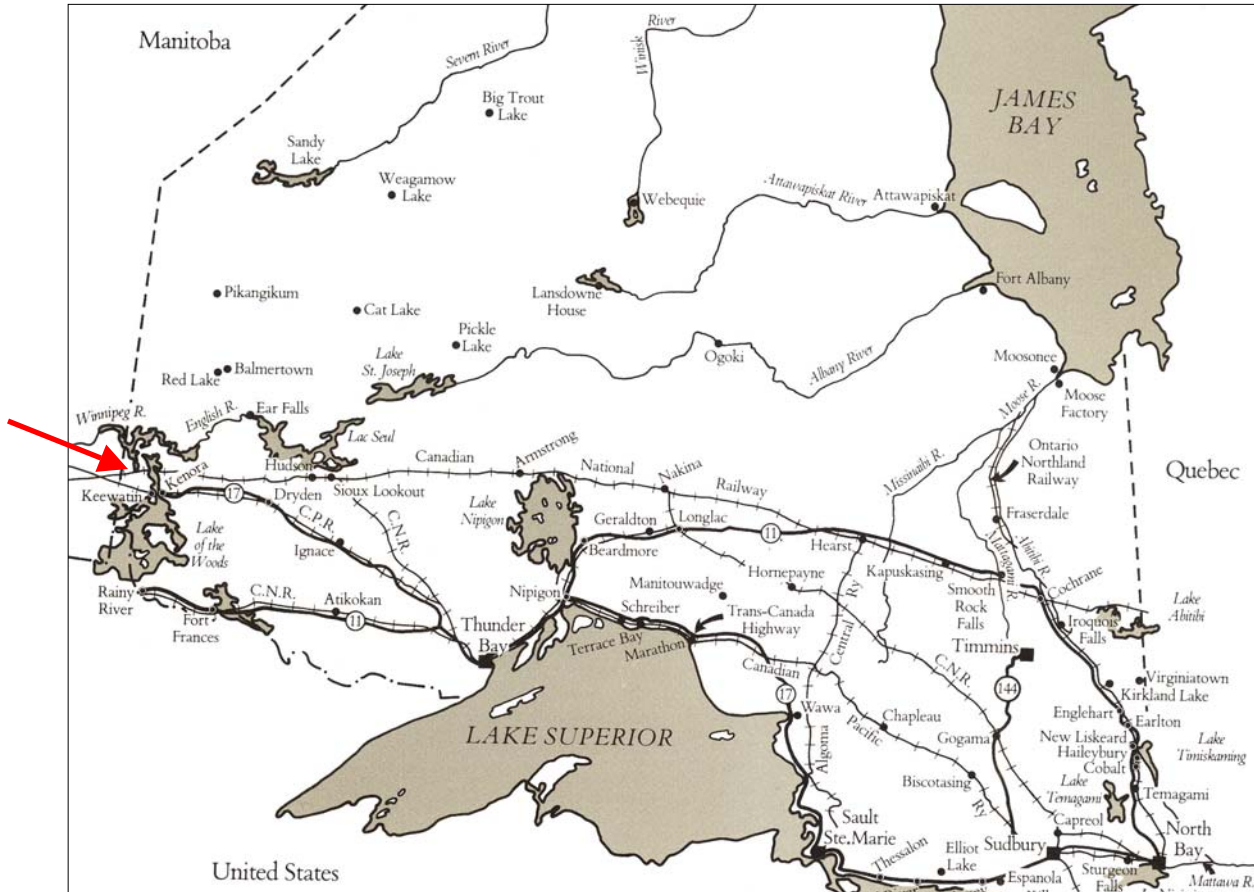 Manitoba
Severn River
Winisk
River
Big Trout
Lake
JAMES
BAY
Sandy
Lake
Weagamow
Lake
Webequie
Attawapiskat River
Attawapiskat
Fort Albany
Pikangikum
Cat Lake
Lansdowne
House
Pickle
Lake
Ogoki
Albany River
Lake
St. Joseph
Moosonee
Moose
Factory
Moose R.
Red Lake
Balmertown
Winnipeg R.
English R.
Ear Falls
Lac Seul
Hudson
Sioux Lookout
Canadian
Armstrong
National
Nakina
Railway
Missinaibi R.
Ontario
Northland
Railway
Quebec
Keewatin
Kenora
17
Dryden
C.P.R.
C.N.R.
Ignace
Lake
of the
Woods
Lake
Nipigon
Geraldton
Longlac
Beardmore
11
Hearst
Kapuskasing
Fraserdale
Mattagami R.
Abitibi R.
Smooth
Rock
Falls
Cochrane
Lake
Abitibi
Iroquois
Falls
Rainy
River
C.N.R.
Fort
Frances
Atikokan
11
Thunder
Bay
Nipigon
Hornepayne
Manitouwadge
Schreiber
Terrace Bay
Marathon
Trans-Canada
Highway
Central
Ry
Timmins
Canadian
C.N.R.
144
Virginiatown
Kirkland Lake
17
Wawa
Pacific
Chapleau
Gogama
Englehart
Earlton
New Liskeard
Haileybury
Cobalt
Lake
Timiskaming
LAKE SUPERIOR
Algoma
Biscotasing
Ry
Lake
Temagami
Temagami
Sault
Ste. Marie
Capreol
North
Bay
United States
Thessalon
Elliot
Lake
Sudbury
Espanola
Sturgeon
Falls
Mattawa R.